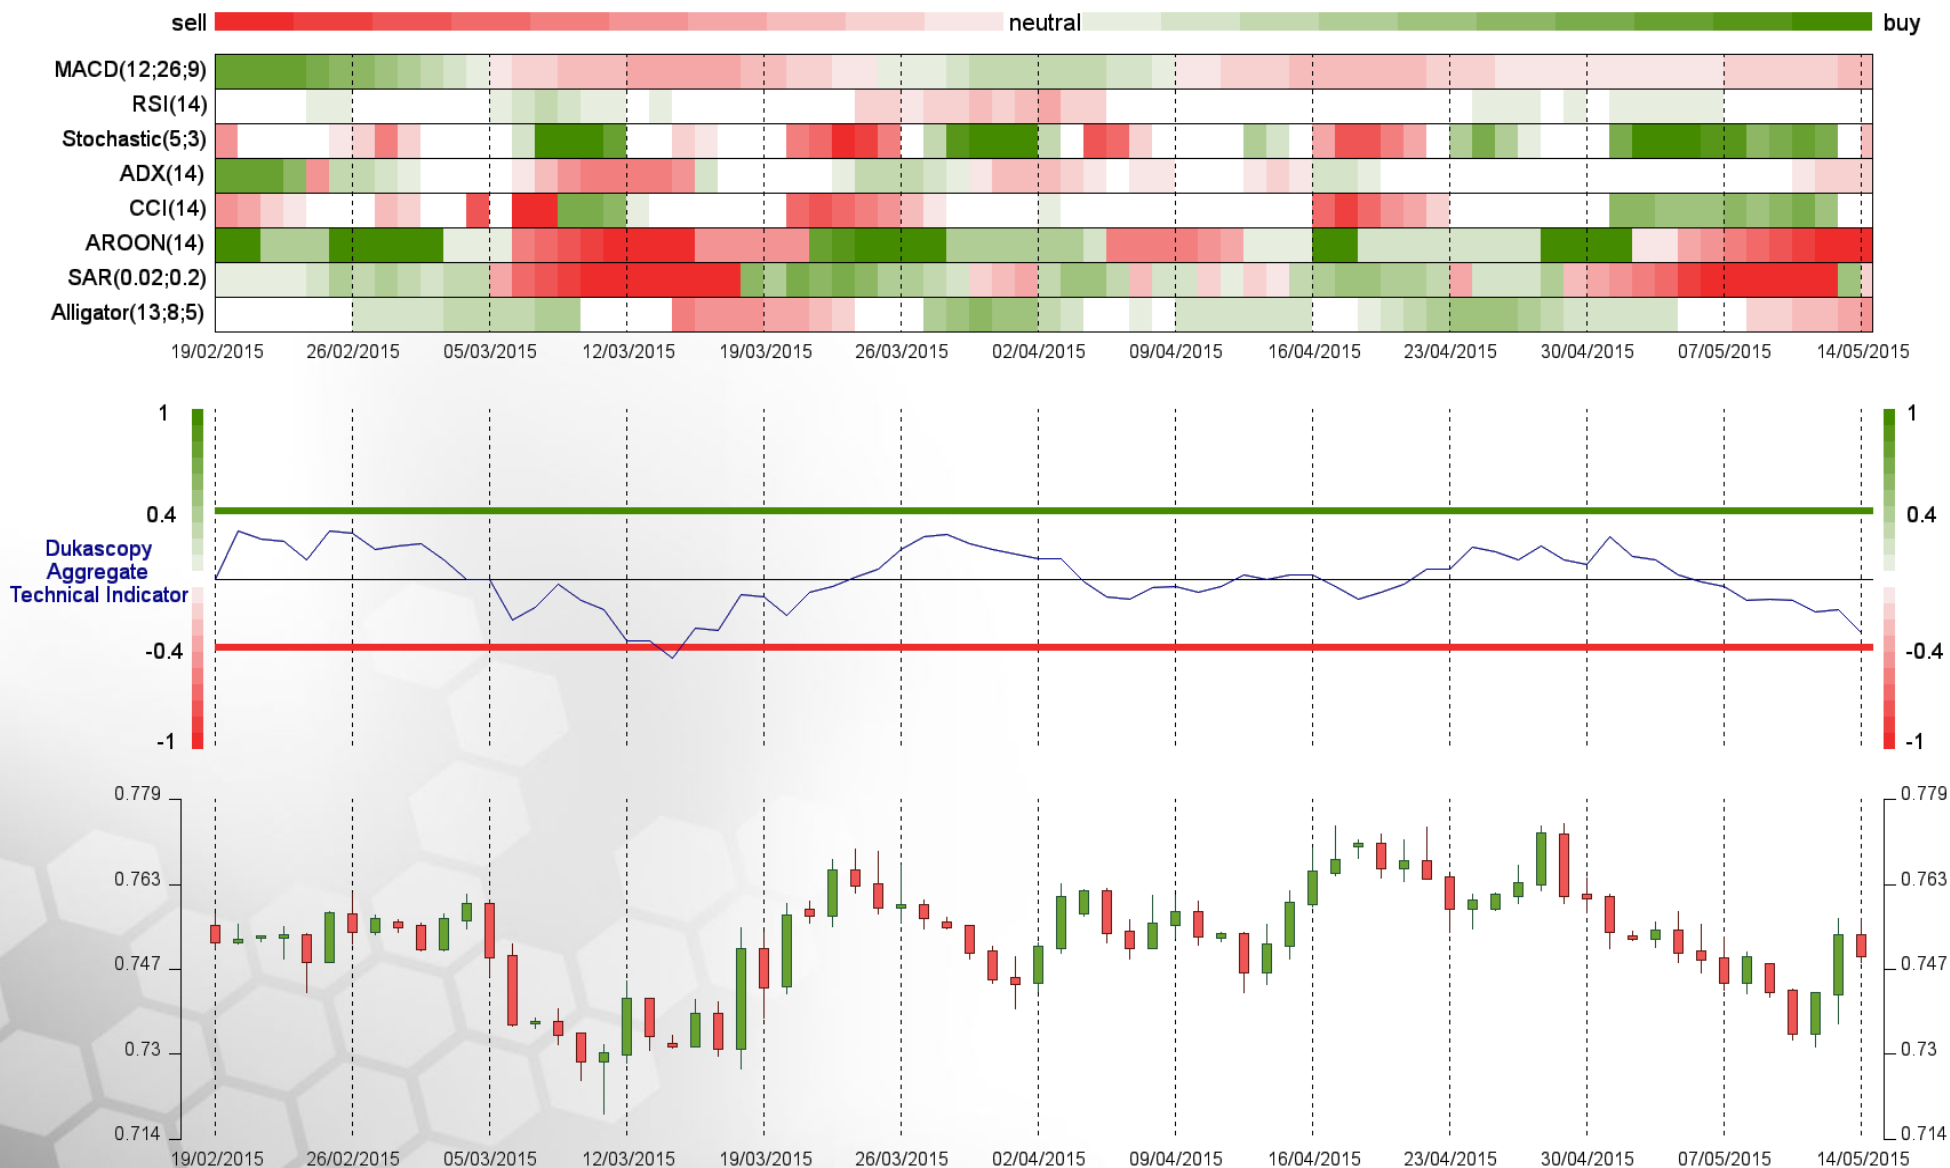 sell neutral buy
MACD(12;26;9)
RSI(14)
Stochastic(5;3)
ADX(14)
CCI(14)
AROON(14)
SAR(0.02;0.2)
Alligator(13;8;5)
19/02/2015 26/02/2015 05/03/2015 12/03/2015 19/03/2015 26/03/2015 02/04/2015 09/04/2015 16/04/2015 23/04/2015 30/04/2015 07/05/2015 14/05/2015
1 1
0.4 0.4
Dukascopy
Aggregate
Technical Indicator
-0.4 -0.4
-1 -1
0.779 0.779
0.763 0.763
0.747 0.747
0.73 0.73
0.714 0.714
19/02/2015 26/02/2015 05/03/2015 12/03/2015 19/03/2015 26/03/2015 02/04/2015 09/04/2015 16/04/2015 23/04/2015 30/04/2015 07/05/2015 14/05/2015